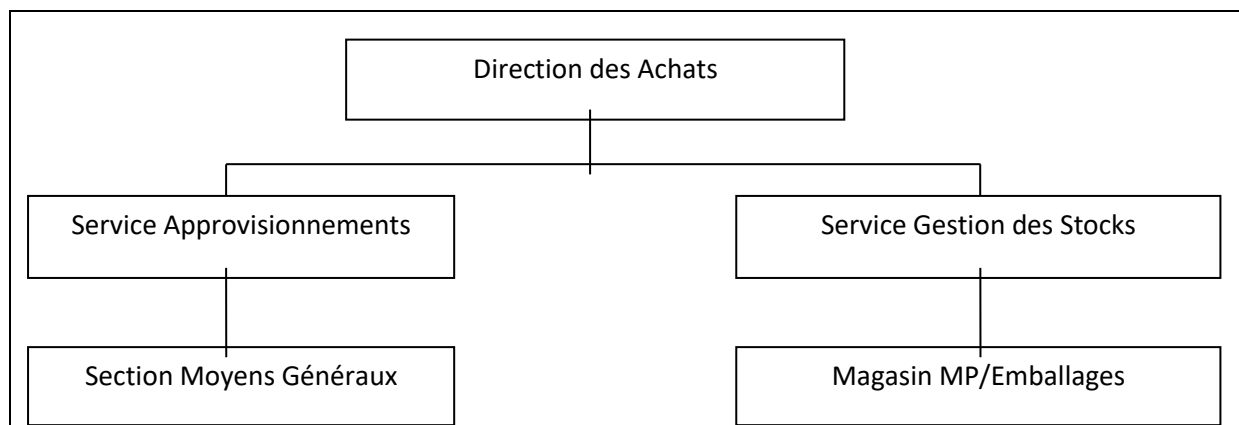 Direction des Achats
Service Approvisionnements
Service Gestion des Stocks
Section Moyens Généraux
Magasin MP/Emballages